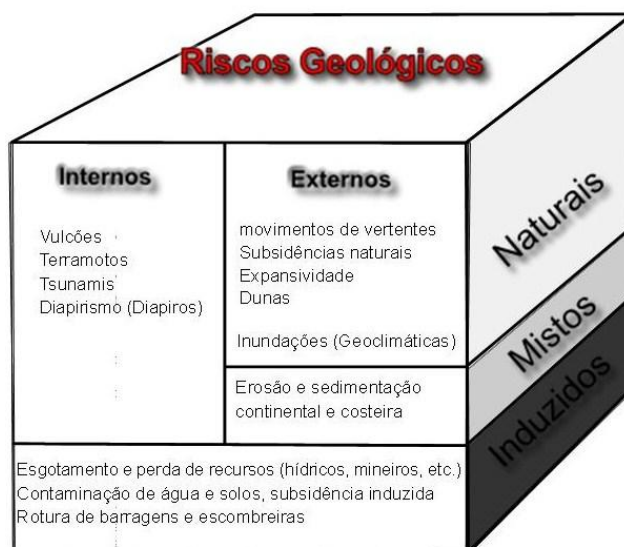 Riscos Geológicos
Internos
Vulcões
Terramotos
Tsunamis
Diapirismo (Diapiros)
Externos
movimentos de vertentes
Subsidências naturais
Expansividade
Dunas
Inundações (Geoclimáticas)
Erosão e sedimentação
continental e costeira
Esgotamento e perda de recursos (hídricos, mineiros, etc.)
Contaminação de água e solos, subsidência induzida
Rotura de barragens e escombreiras
Naturais
Mistos
Induzidos